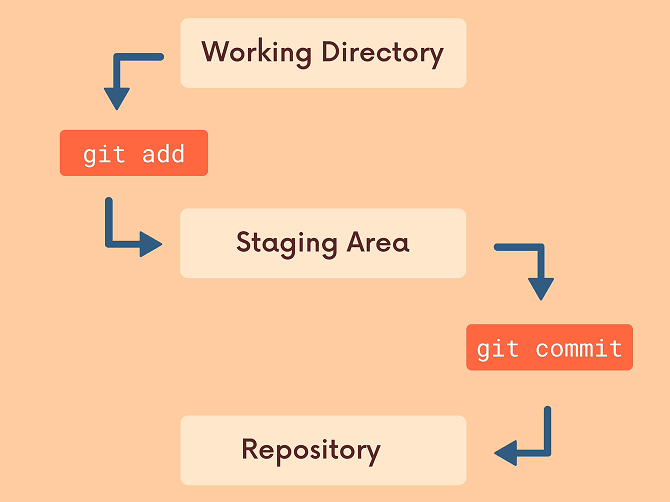 Working Directory
git add
Staging Area
git commit
Repository